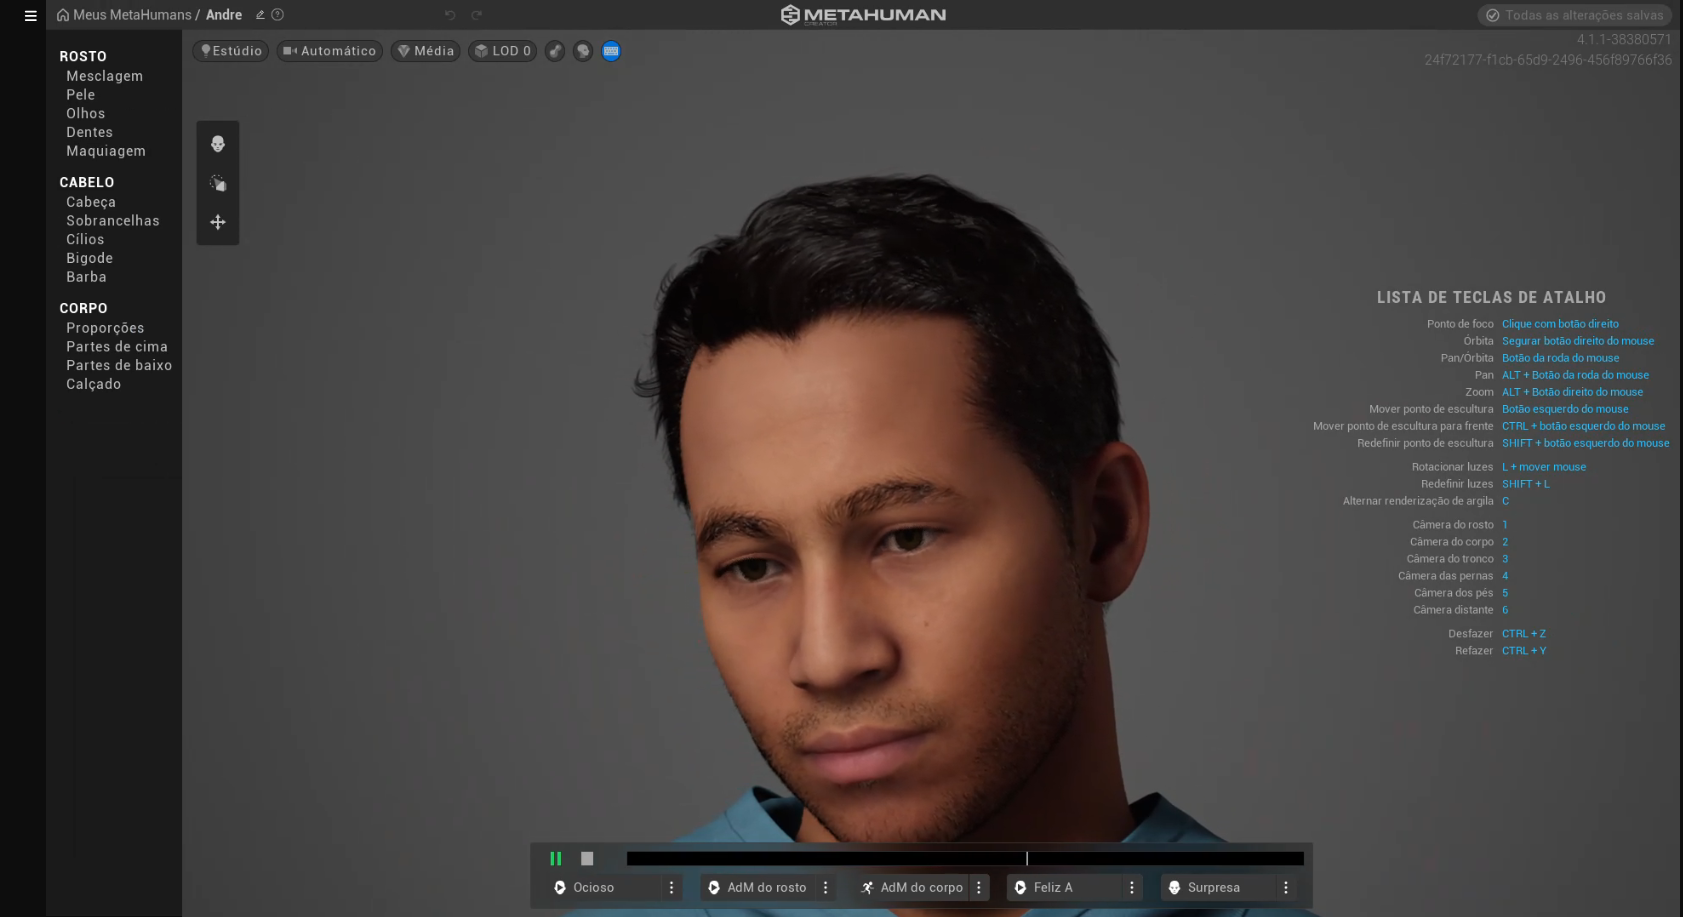 Meus MetaHumans / Andre
METAHUMAN
CREATOR
Todas as alterações salvas
4.1.1-38380571
24f72177-f1cb-65d9-2496-456f89766f36
Estúdio
Automático
Média
LOD 0
ROSTO
Mesclagem
Pele
Olhos
Dentes
Maquiagem
CABELO
Cabeça
Sobrancelhas
Cílios
Bigode
Barba
CORPO
Proporções
Partes de cima
Partes de baixo
Calçado
LISTA DE TECLAS DE ATALHO
Ponto de foco Clique com botão direito
Órbita Segurar botão direito do mouse
Pan/Órbita Botão da roda do mouse
Pan ALT + Botão da roda do mouse
Zoom ALT + Botão direito do mouse
Mover ponto de escultura Botão esquerdo do mouse
Mover ponto de escultura para frente CTRL + botão esquerdo do mouse
Redefinir ponto de escultura SHIFT + botão esquerdo do mouse
Rotacionar luzes L + mover mouse
Redefinir luzes SHIFT + L
Alternar renderização de argila C
Câmera do rosto 1
Câmera do corpo 2
Câmera do tronco 3
Câmera das pernas 4
Câmera dos pés 5
Câmera distante 6
Desfazer CTRL + Z
Refazer CTRL + Y
Ocioso
AdM do rosto
AdM do corpo
Feliz A
Surpresa